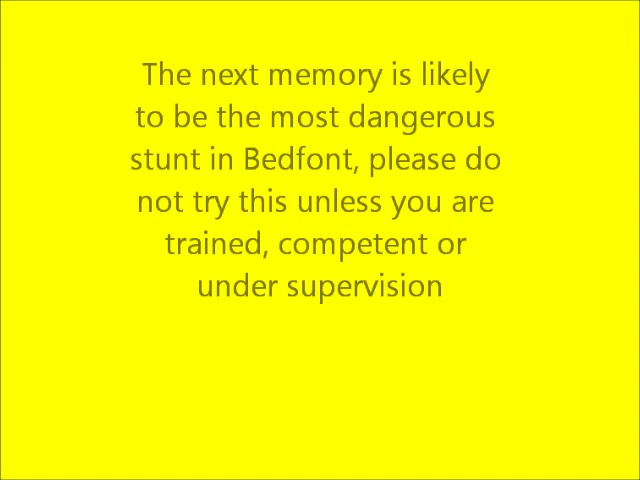 The next memory is likely
to be the most dangerous
stunt in Bedfont, please do
not try this unless you are
trained, competent or
under supervision